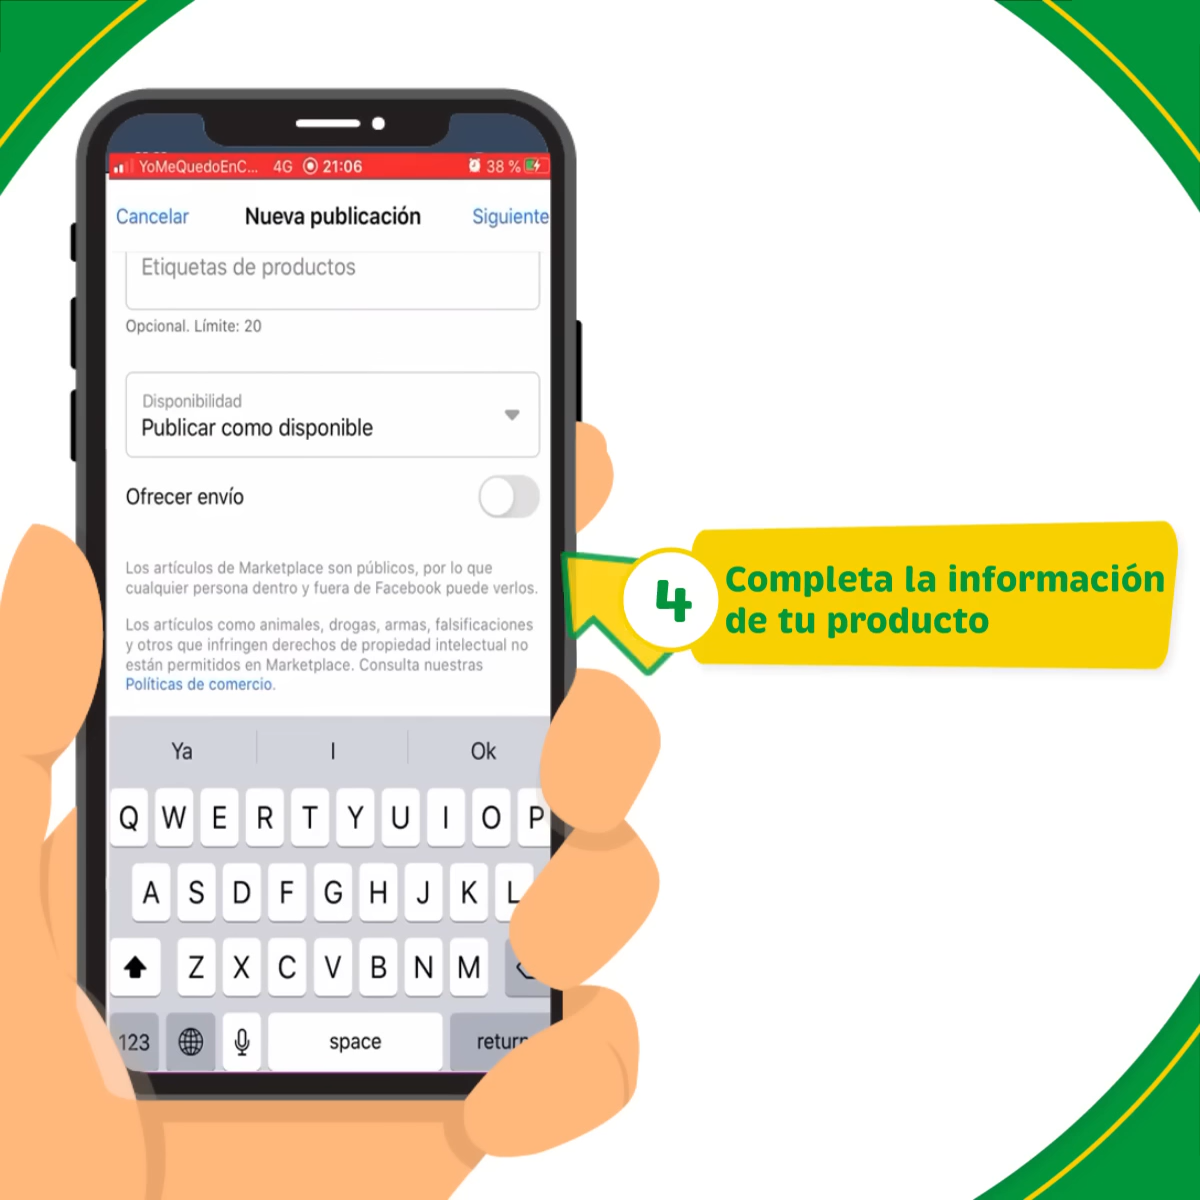 YoMeQuedoEnC... 4G 21:06 38 %
Cancelar Nueva publicación Siguiente
Etiquetas de productos
Opcional. Límite: 20
Disponibilidad
Publicar como disponible
Ofrecer envío
Los artículos de Marketplace son públicos, por lo que
cualquier persona dentro y fuera de Facebook puede verlos.
Los artículos como animales, drogas, armas, falsificaciones
y otros que infringen derechos de propiedad intelectual no
están permitidos en Marketplace. Consulta nuestras
Políticas de comercio.
4
Completa la información
de tu producto
Ya I Ok
Q W E R T Y U I O P
A S D F G H J K L
Z X C V B N M
123 space return